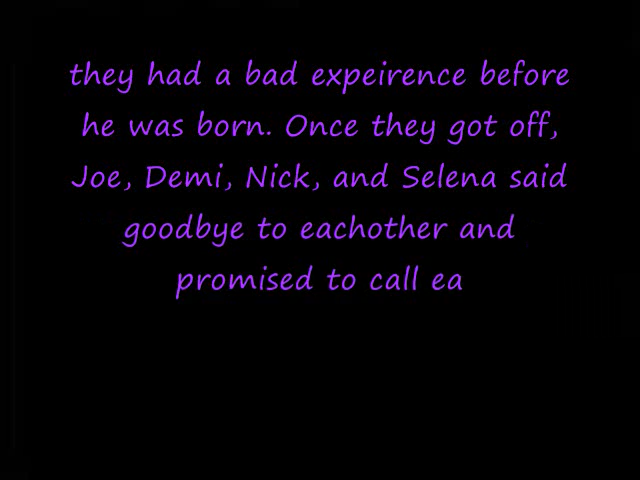 they had a bad expeirence before
he was born. Once they got off,
Joe, Demi, Nick, and Selena said
goodbye to eachother and
promised to call ea